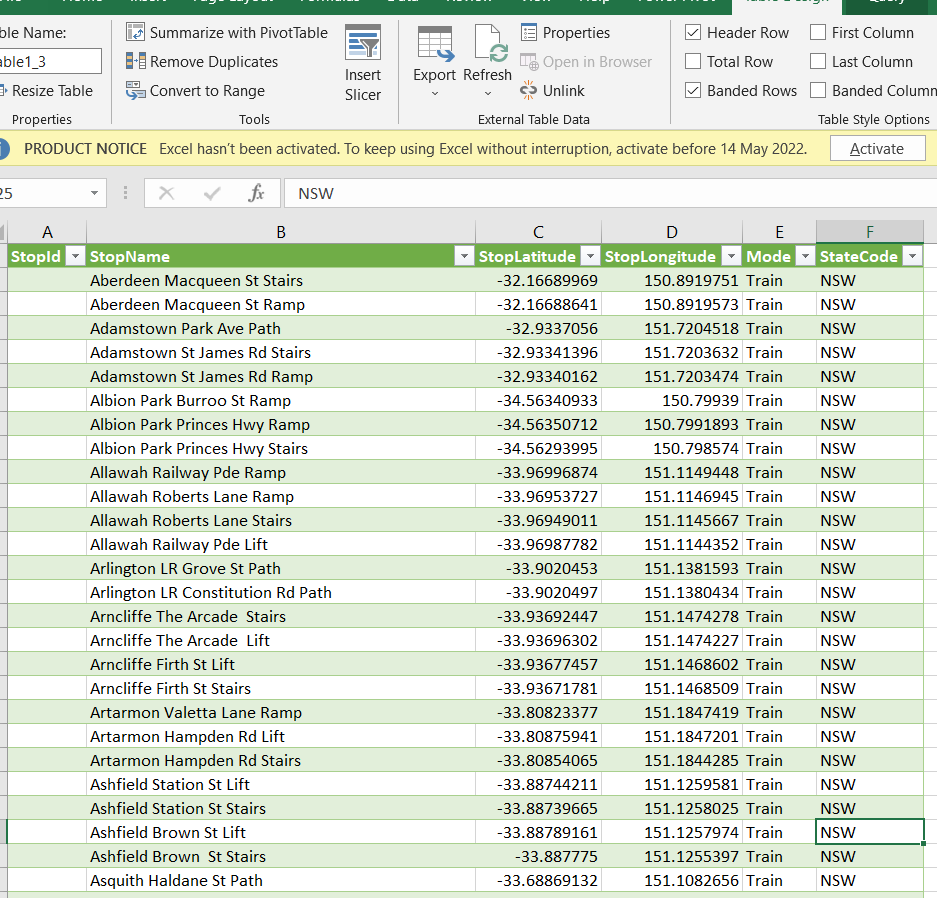 Table Design Query
ble Name: Summarize with PivotTable Properties Header Row First Column
able1_3 Remove Duplicates Insert Slicer Export Refresh Open in Browser Total Row Last Column
Resize Table Convert to Range Unlink Banded Rows Banded Column
Properties Tools External Table Data Table Style Options
PRODUCT NOTICE Excel hasn't been activated. To keep using Excel without interruption, activate before 14 May 2022. Activate
25 fx NSW
A B C D E F
StopId StopName StopLatitude StopLongitude Mode StateCode
Aberdeen Macqueen St Stairs -32.16689969 150.8919751 Train NSW
Aberdeen Macqueen St Ramp -32.16688641 150.8919573 Train NSW
Adamstown Park Ave Path -32.9337056 151.7204518 Train NSW
Adamstown St James Rd Stairs -32.93341396 151.7203632 Train NSW
Adamstown St James Rd Ramp -32.93340162 151.7203474 Train NSW
Albion Park Burroo St Ramp -34.56340933 150.79939 Train NSW
Albion Park Princes Hwy Ramp -34.56350712 150.7991893 Train NSW
Albion Park Princes Hwy Stairs -34.56293995 150.798574 Train NSW
Allawah Railway Pde Ramp -33.96996874 151.1149448 Train NSW
Allawah Roberts Lane Ramp -33.96953727 151.1146945 Train NSW
Allawah Roberts Lane Stairs -33.96949011 151.1145667 Train NSW
Allawah Railway Pde Lift -33.96987782 151.1144352 Train NSW
Arlington LR Grove St Path -33.9020453 151.1381593 Train NSW
Arlington LR Constitution Rd Path -33.9020497 151.1380434 Train NSW
Arncliffe The Arcade  Stairs -33.93692447 151.1474278 Train NSW
Arncliffe The Arcade  Lift -33.93696302 151.1474227 Train NSW
Arncliffe Firth St Lift -33.93677457 151.1468602 Train NSW
Arncliffe Firth St Stairs -33.93671781 151.1468509 Train NSW
Artarmon Valetta Lane Ramp -33.80823377 151.1847419 Train NSW
Artarmon Hampden Rd Lift -33.80875941 151.1847201 Train NSW
Artarmon Hampden Rd Stairs -33.80854065 151.1844285 Train NSW
Ashfield Station St Lift -33.88744211 151.1259581 Train NSW
Ashfield Station St Stairs -33.88739665 151.1258025 Train NSW
Ashfield Brown St Lift -33.88789161 151.1257974 Train NSW
Ashfield Brown  St Stairs -33.887775 151.1255397 Train NSW
Asquith Haldane St Path -33.68869132 151.1082656 Train NSW